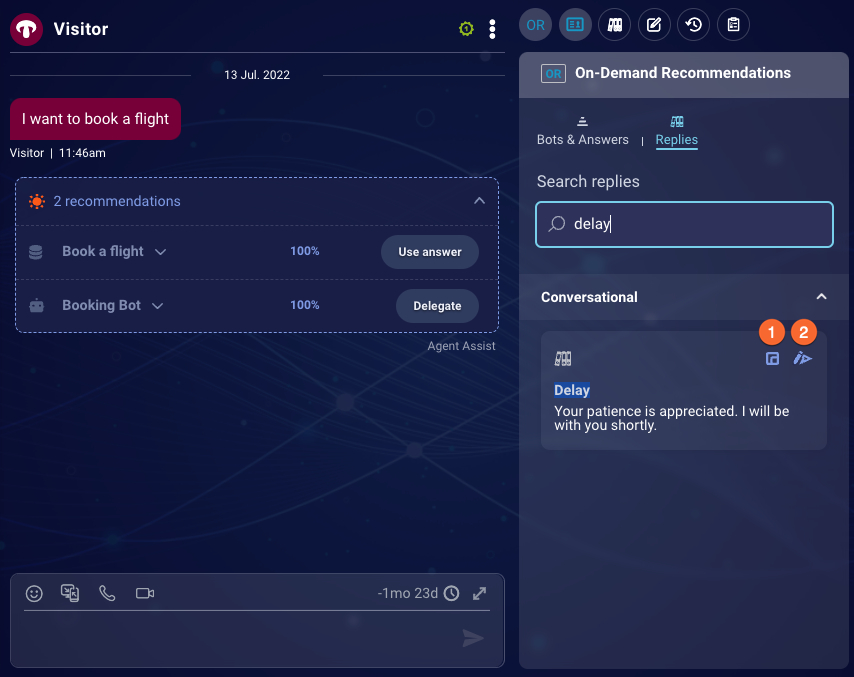 Visitor
13 Jul. 2022
I want to book a flight
Visitor | 11:46am
2 recommendations
Book a flight 100% Use answer
Booking Bot 100% Delegate
Agent Assist
-1mo 23d
OR
OR On-Demand Recommendations
Bots & Answers | Replies
Search replies
delay
Conversational
1 2
Delay
Your patience is appreciated. I will be
with you shortly.